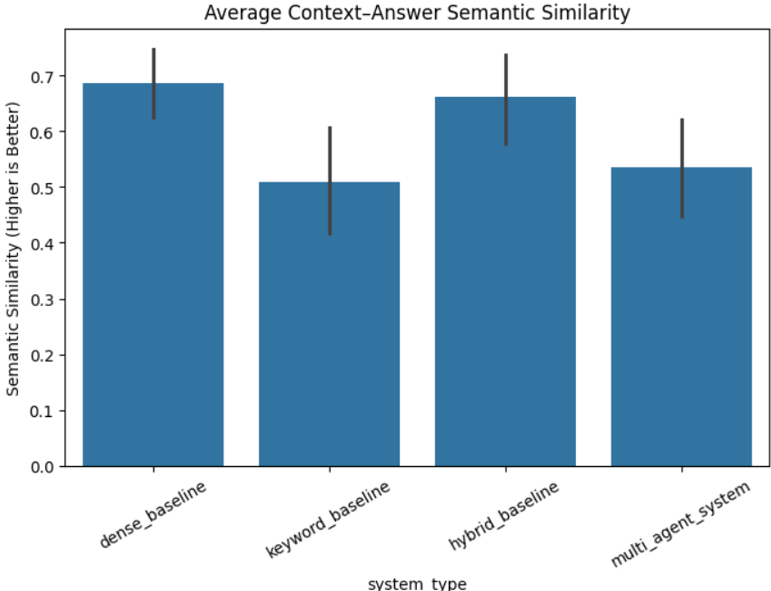 Average Context–Answer Semantic Similarity
Semantic Similarity (Higher is Better)
0.7
0.6
0.5
0.4
0.3
0.2
0.1
0.0
dense_baseline
keyword_baseline
hybrid_baseline
multi_agent_system
system_type